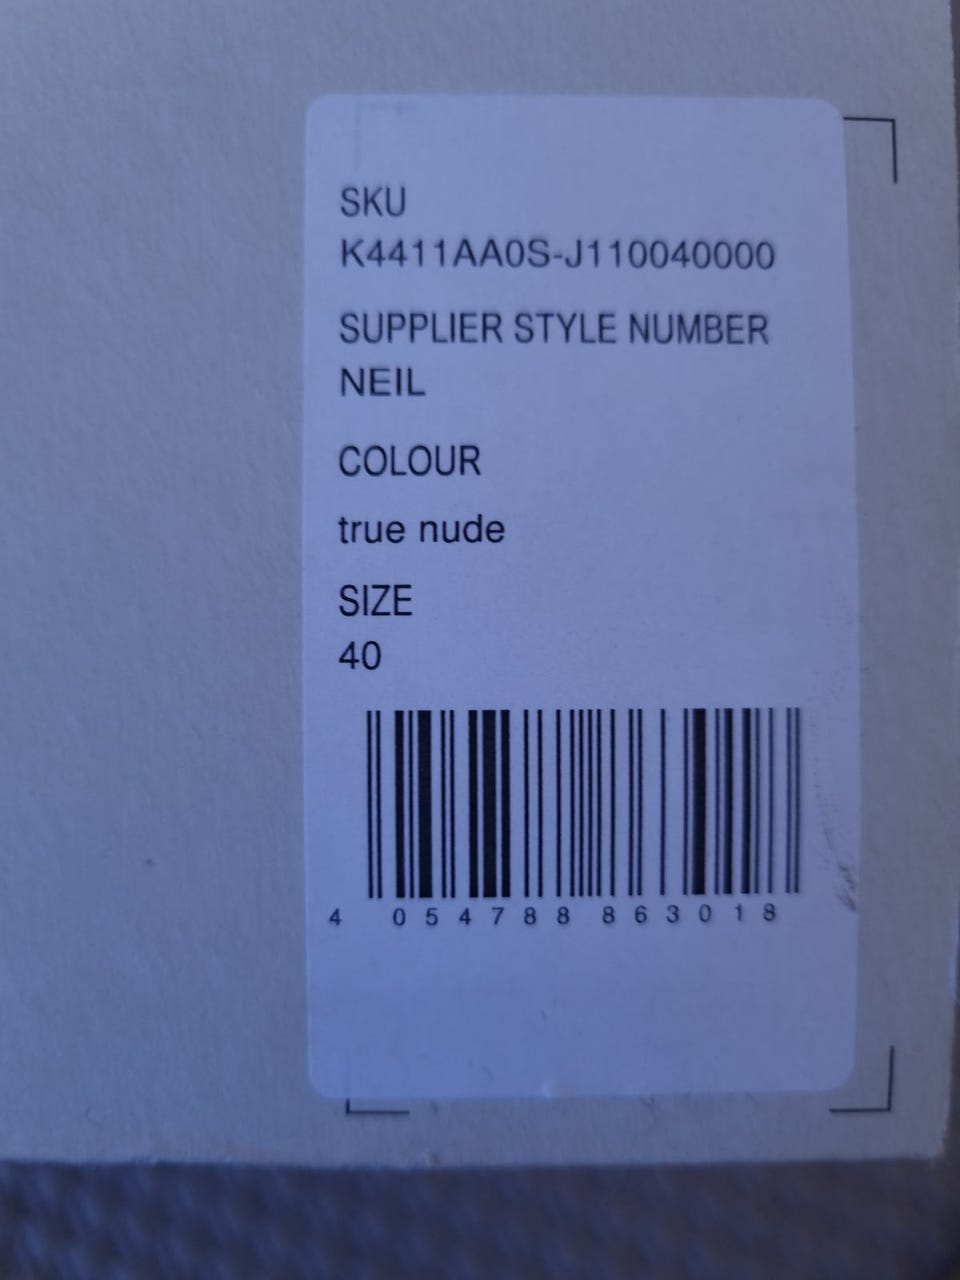 SKU
K4411AA0S-J110040000
SUPPLIER STYLE NUMBER
NEIL
COLOUR
true nude
SIZE
40
4 054788 863018